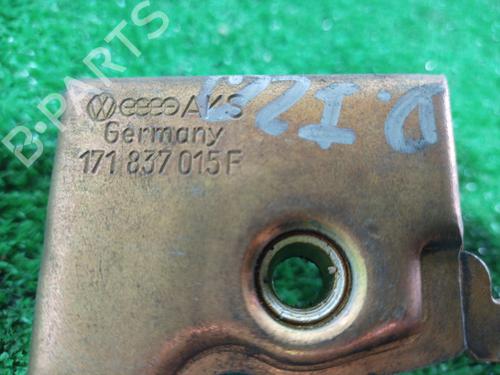 B-PARTS
AKS
Germany
171 837 015 F